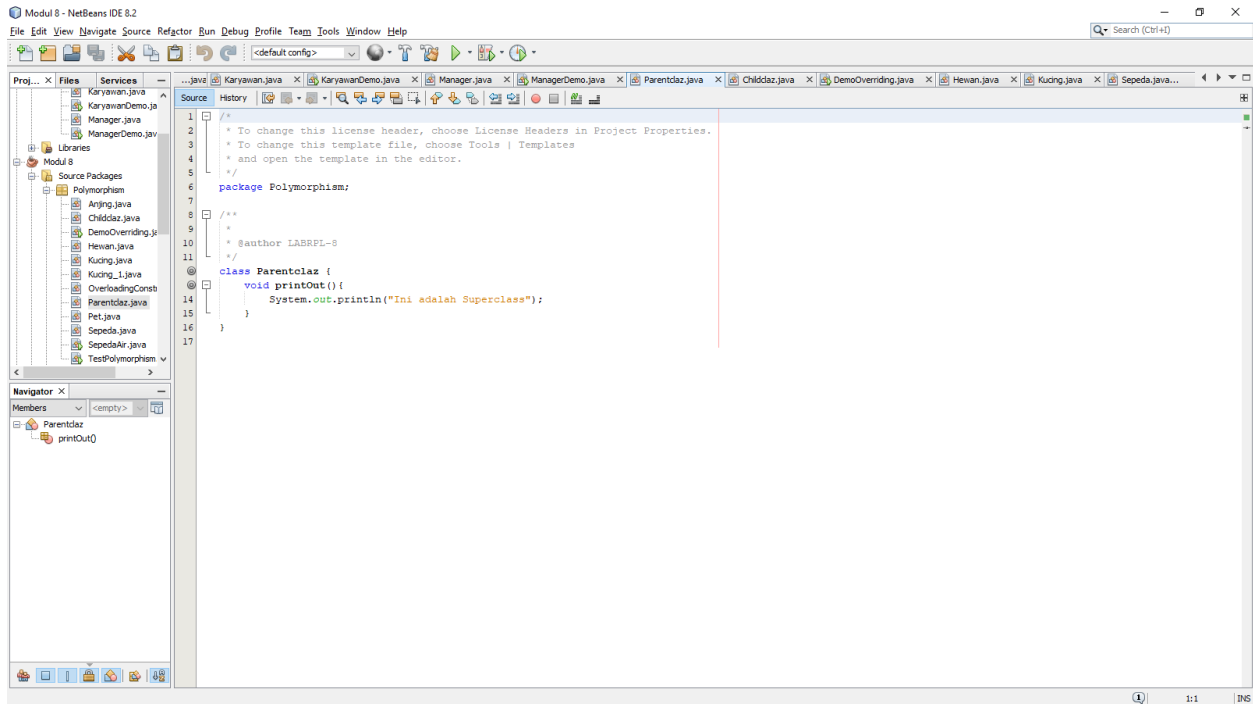 Modul 8 - NetBeans IDE 8.2
File Edit View Navigate Source Refactor Run Debug Profile Team Tools Window Help
Search (Ctrl+I)
<default config>
Proj... Files Services
...java Karyawan.java KaryawanDemo.java Manager.java ManagerDemo.java Parentclaz.java Childclaz.java DemoOverriding.java Hewan.java Kucing.java Sepeda.java...
Karyawan.java
KaryawanDemo.ja
Manager.java
ManagerDemo.jav
Libraries
Modul 8
Source Packages
Polymorphism
Anjing.java
Childclaz.java
DemoOverriding.ja
Hewan.java
Kucing.java
Kucing_1.java
OverloadingConst
Parentclaz.java
Pet.java
Sepeda.java
SepedaAir.java
TestPolymorphism
Source History
1 /*
2 * To change this license header, choose License Headers in Project Properties.
3 * To change this template file, choose Tools | Templates
4 * and open the template in the editor.
5 */
6 package Polymorphism;
7
8 /**
9 *
10 * @author LABRPL-8
11 */
class Parentclaz {
void printOut(){
14 System.out.println("Ini adalah Superclass");
15 }
16 }
17
Navigator
Members <empty>
Parentclaz
printOut()
1
1:1 INS